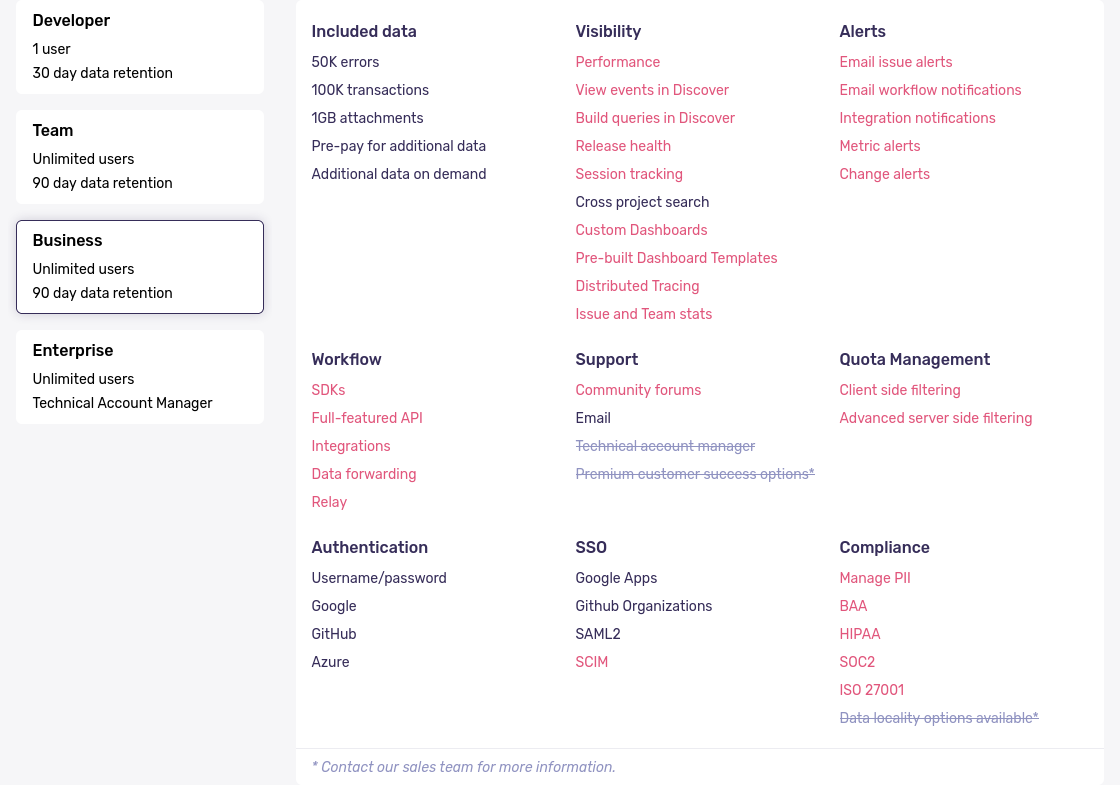 Developer
1 user
30 day data retention
Team
Unlimited users
90 day data retention
Business
Unlimited users
90 day data retention
Enterprise
Unlimited users
Technical Account Manager
Included data
50K errors
100K transactions
1GB attachments
Pre-pay for additional data
Additional data on demand
Visibility
Performance
View events in Discover
Build queries in Discover
Release health
Session tracking
Cross project search
Custom Dashboards
Pre-built Dashboard Templates
Distributed Tracing
Issue and Team stats
Alerts
Email issue alerts
Email workflow notifications
Integration notifications
Metric alerts
Change alerts
Workflow
SDKs
Full-featured API
Integrations
Data forwarding
Relay
Support
Community forums
Email
Technical account manager
Premium customer success options*
Quota Management
Client side filtering
Advanced server side filtering
Authentication
Username/password
Google
GitHub
Azure
SSO
Google Apps
Github Organizations
SAML2
SCIM
Compliance
Manage PII
BAA
HIPAA
SOC2
ISO 27001
Data locality options available*
* Contact our sales team for more information.